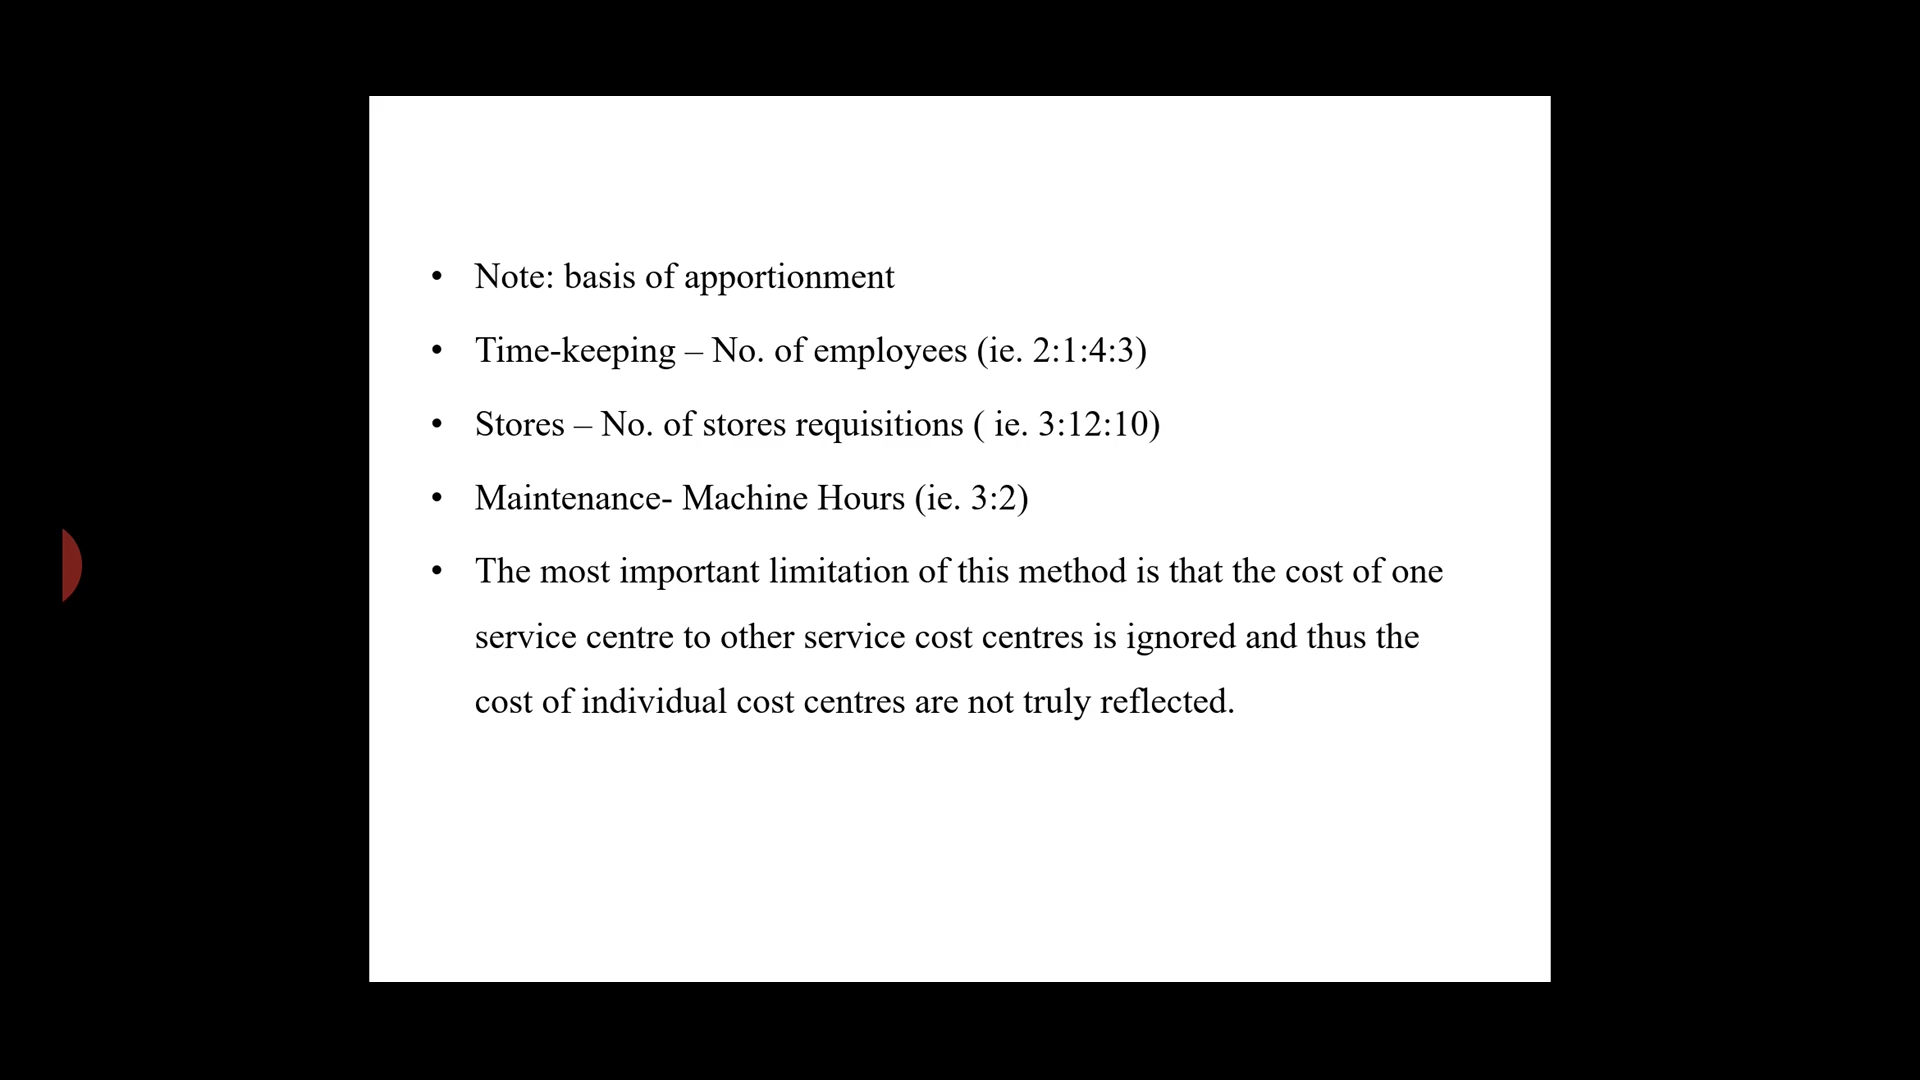 • Note: basis of apportionment
• Time-keeping – No. of employees (ie. 2:1:4:3)
• Stores – No. of stores requisitions ( ie. 3:12:10)
• Maintenance- Machine Hours (ie. 3:2)
• The most important limitation of this method is that the cost of one
service centre to other service cost centres is ignored and thus the
cost of individual cost centres are not truly reflected.